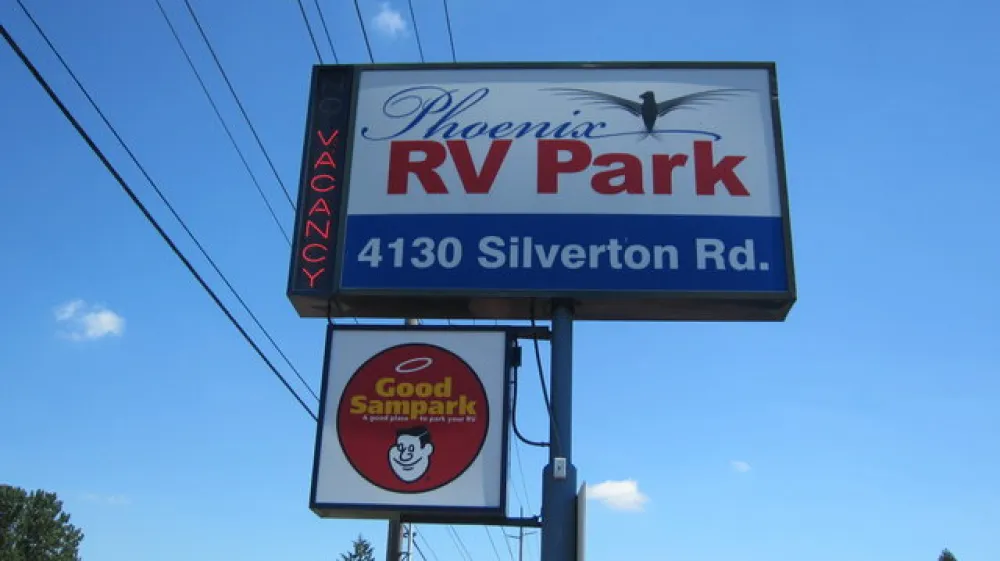 VACANCY
Phoenix
RV Park
4130 Silverton Rd.
Good
Sampark
A good place to park your RV